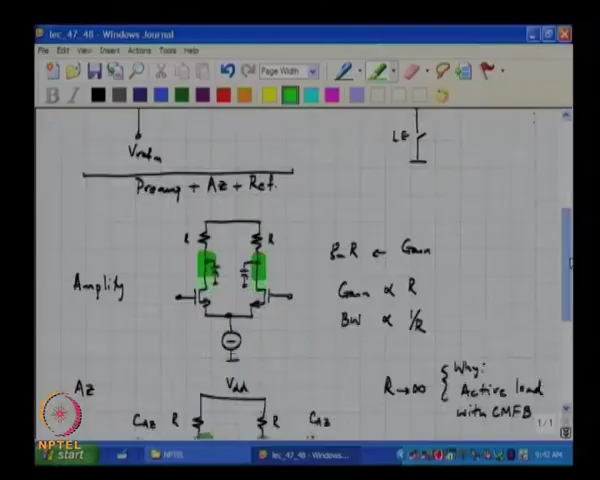 lec_47_48 - Windows Journal
File Edit View Insert Actions Tools Help
Page Width
B I
Vrefn
LE
Preamp + AZ + Ref.
R R
gmR ← Gain
Amplify
Gain ∝ R
BW ∝ 1/R
AZ
Vdd
R→∞ { Why:
Active load
with CMFB
CAZ R R CAZ
1/1
NPTEL
start
NPTEL
lec_47_48 - Windows...
9:42 AM